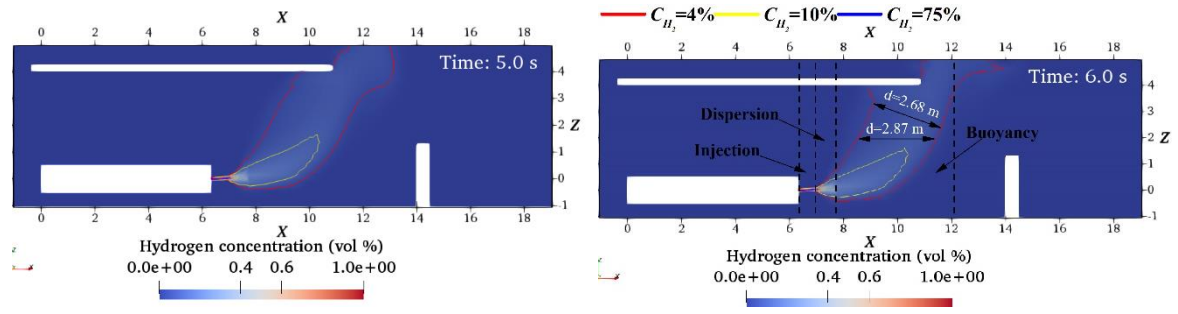 X
0 2 4 6 8 10 12 14 16 18
Time: 5.0 s
4
3
2
Z
1
0
-1
0 2 4 6 8 10 12 14 16 18
X
Hydrogen concentration (vol %)
0.0e+00 0.4 0.6 1.0e+00
C_H₂=4% C_H₂=10% C_H₂=75%
X
0 2 4 6 8 10 12 14 16 18
Time: 6.0 s
4
3
2
Z
1
0
-1
Dispersion
Injection
d=2.68 m
d=2.87 m
Buoyancy
0 2 4 6 8 10 12 14 16 18
X
Hydrogen concentration (vol %)
0.0e+00 0.4 0.6 1.0e+00